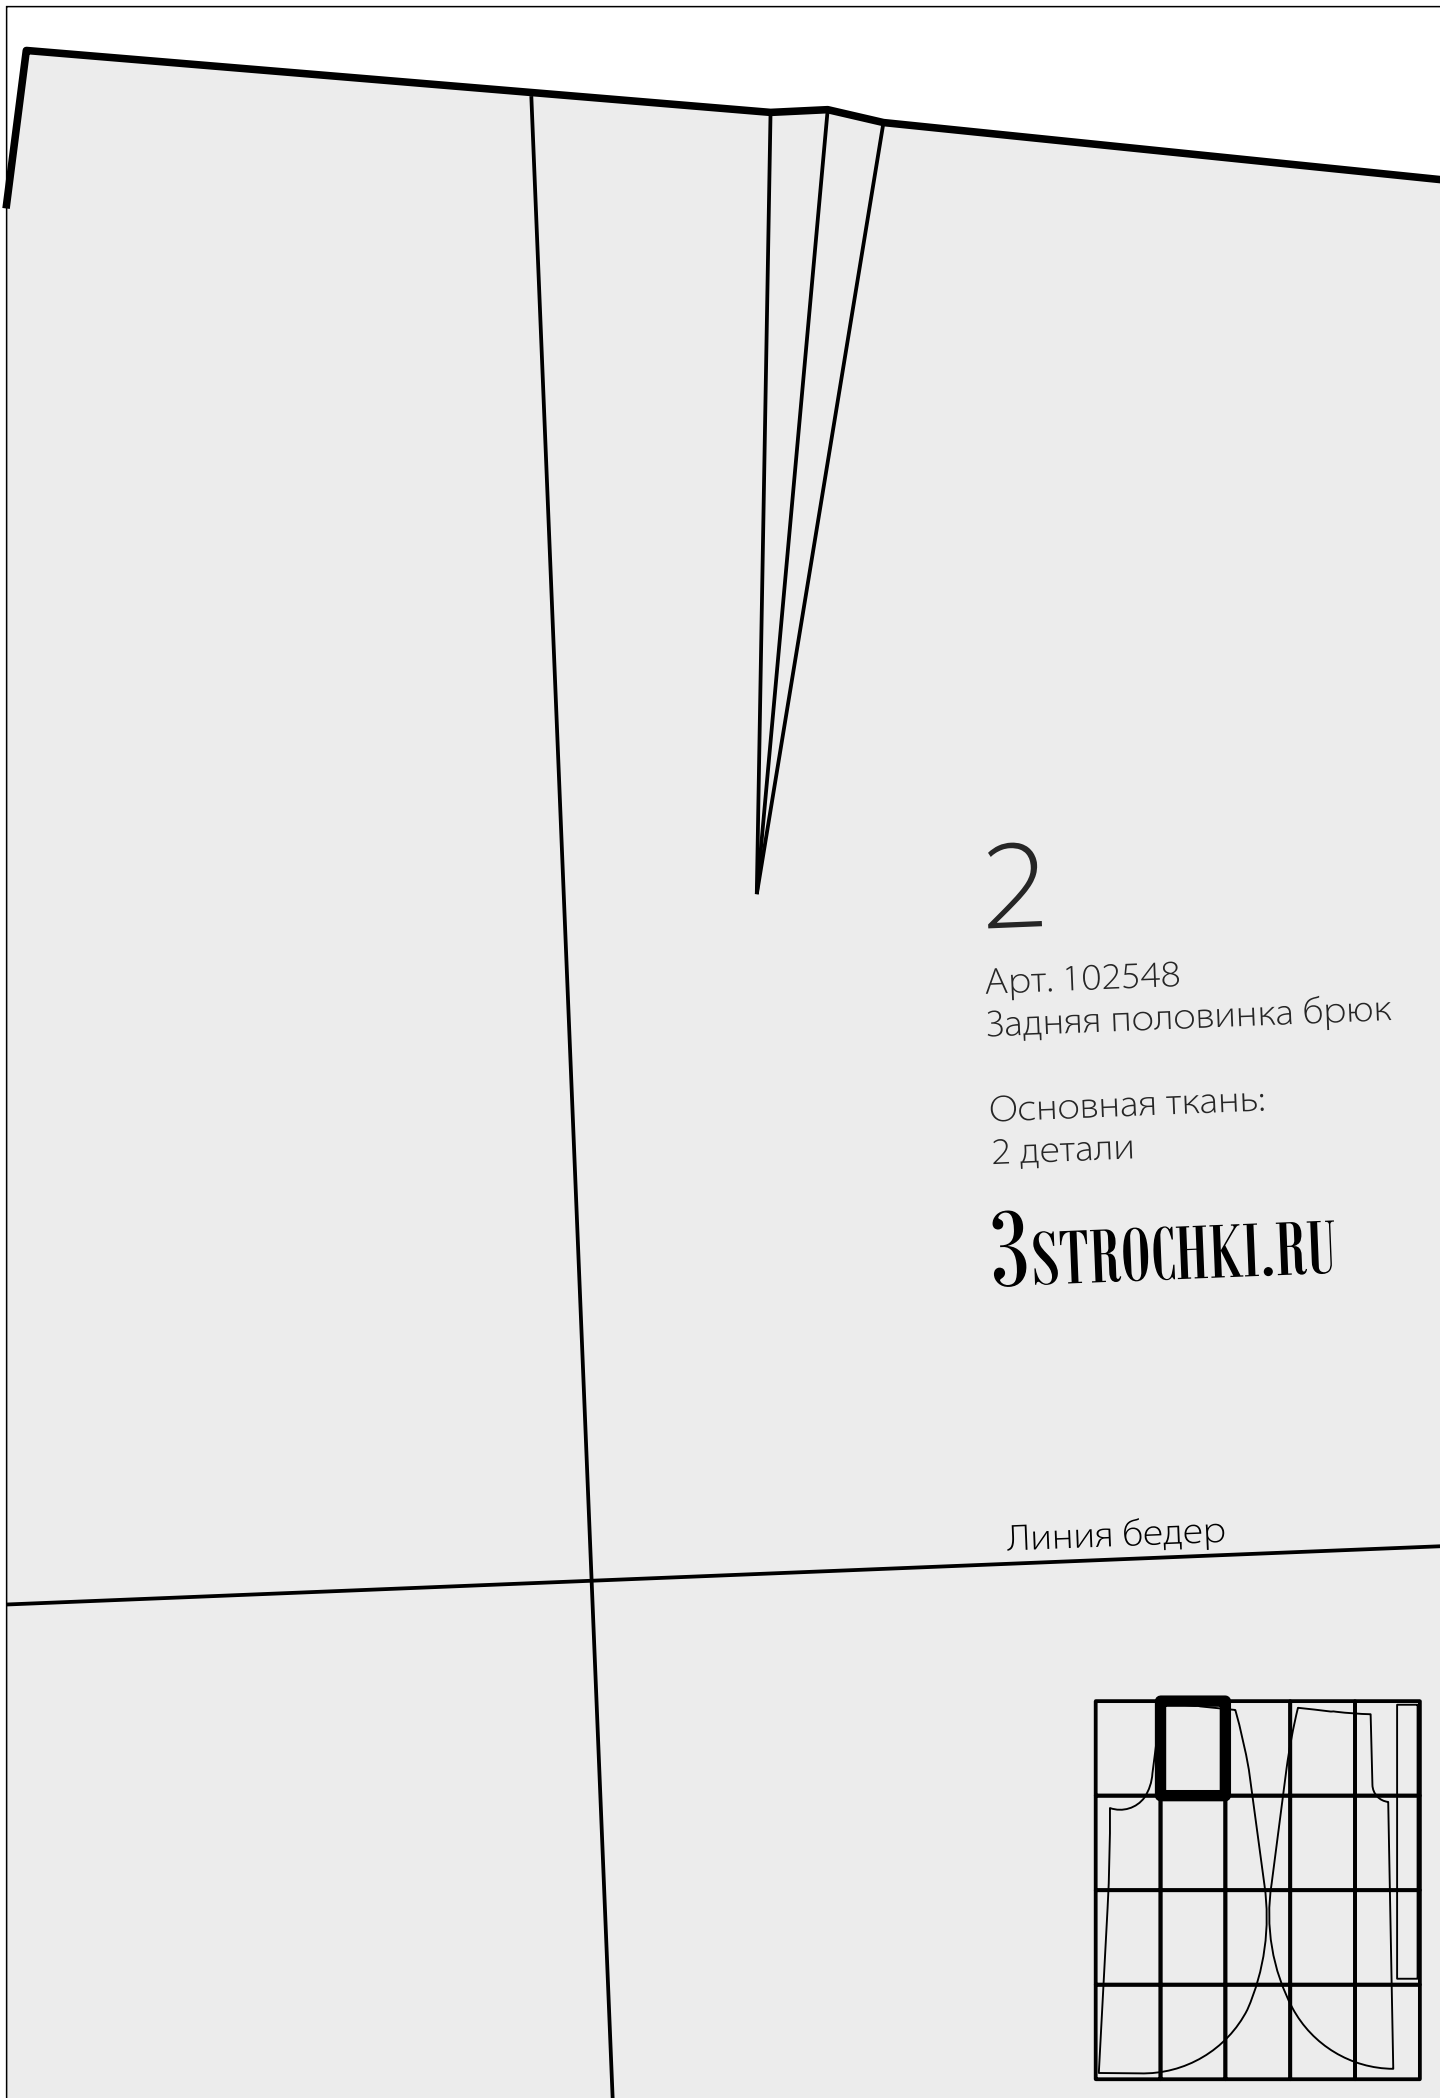 2
Арт. 102548
Задняя половинка брюк
Основная ткань:
2 детали
3STROCHKI.RU
Линия бедер